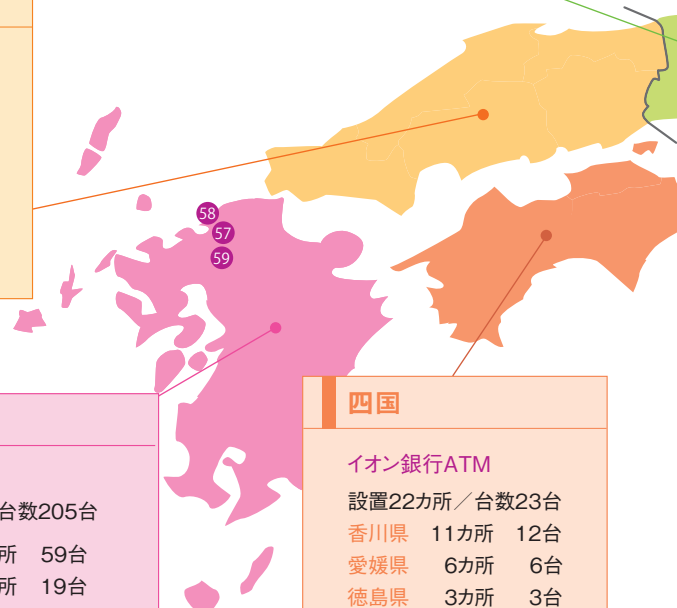 58
57
59
台数205台
所 59台
所 19台
四国
イオン銀行ATM
設置22カ所／台数23台
香川県 11カ所 12台
愛媛県 6カ所 6台
徳島県 3カ所 3台